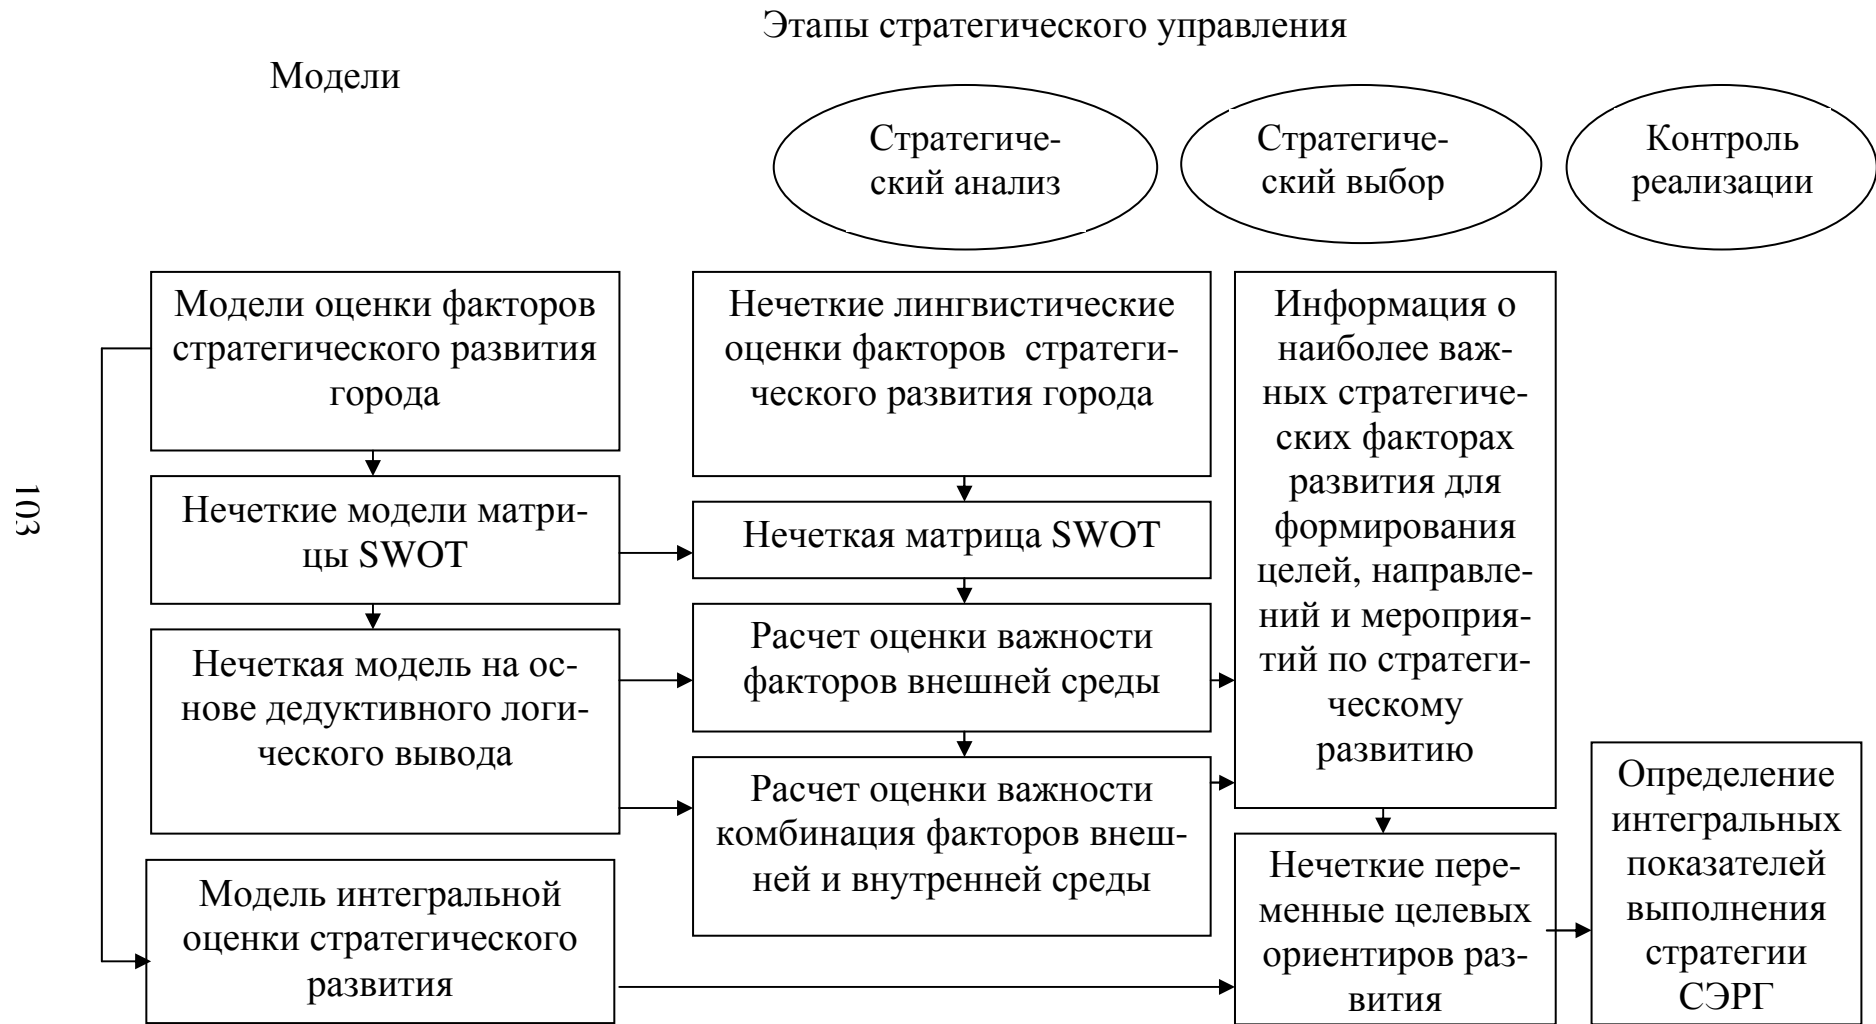 Этапы стратегического управления
Модели
Стратегиче-
ский анализ
Стратегиче-
ский выбор
Контроль
реализации
Модели оценки факторов
стратегического развития
города
Нечеткие модели матри-
цы SWOT
Нечеткая модель на ос-
нове дедуктивного логи-
ческого вывода
Модель интегральной
оценки стратегического
развития
Нечеткие лингвистические
оценки факторов стратеги-
ческого развития города
Нечеткая матрица SWOT
Расчет оценки важности
факторов внешней среды
Расчет оценки важности
комбинация факторов внеш-
ней и внутренней среды
Информация о
наиболее важ-
ных стратегиче-
ских факторах
развития для
формирования
целей, направле-
ний и мероприя-
тий по стратеги-
ческому
развитию
Нечеткие пере-
менные целевых
ориентиров раз-
вития
Определение
интегральных
показателей
выполнения
стратегии
СЭРГ
103